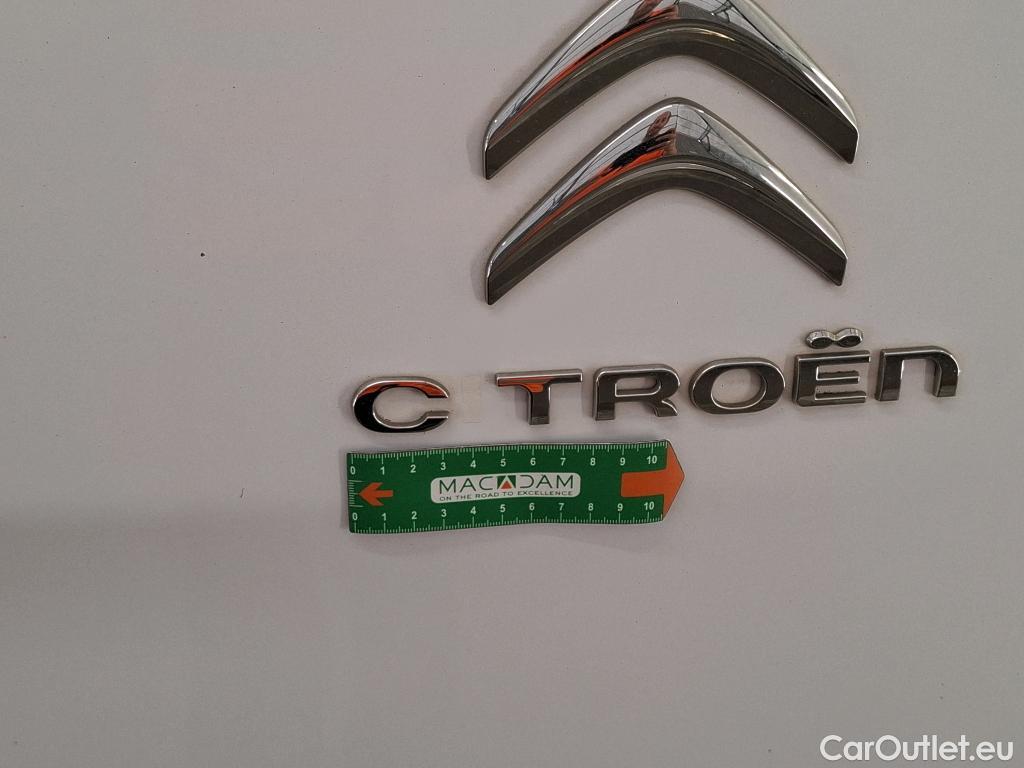 C TROËn
0 1 2 3 4 5 6 7 8 9 10
MACADAM
ON THE ROAD TO EXCELLENCE
0 1 2 3 4 5 6 7 8 9 10
CarOutlet.eu